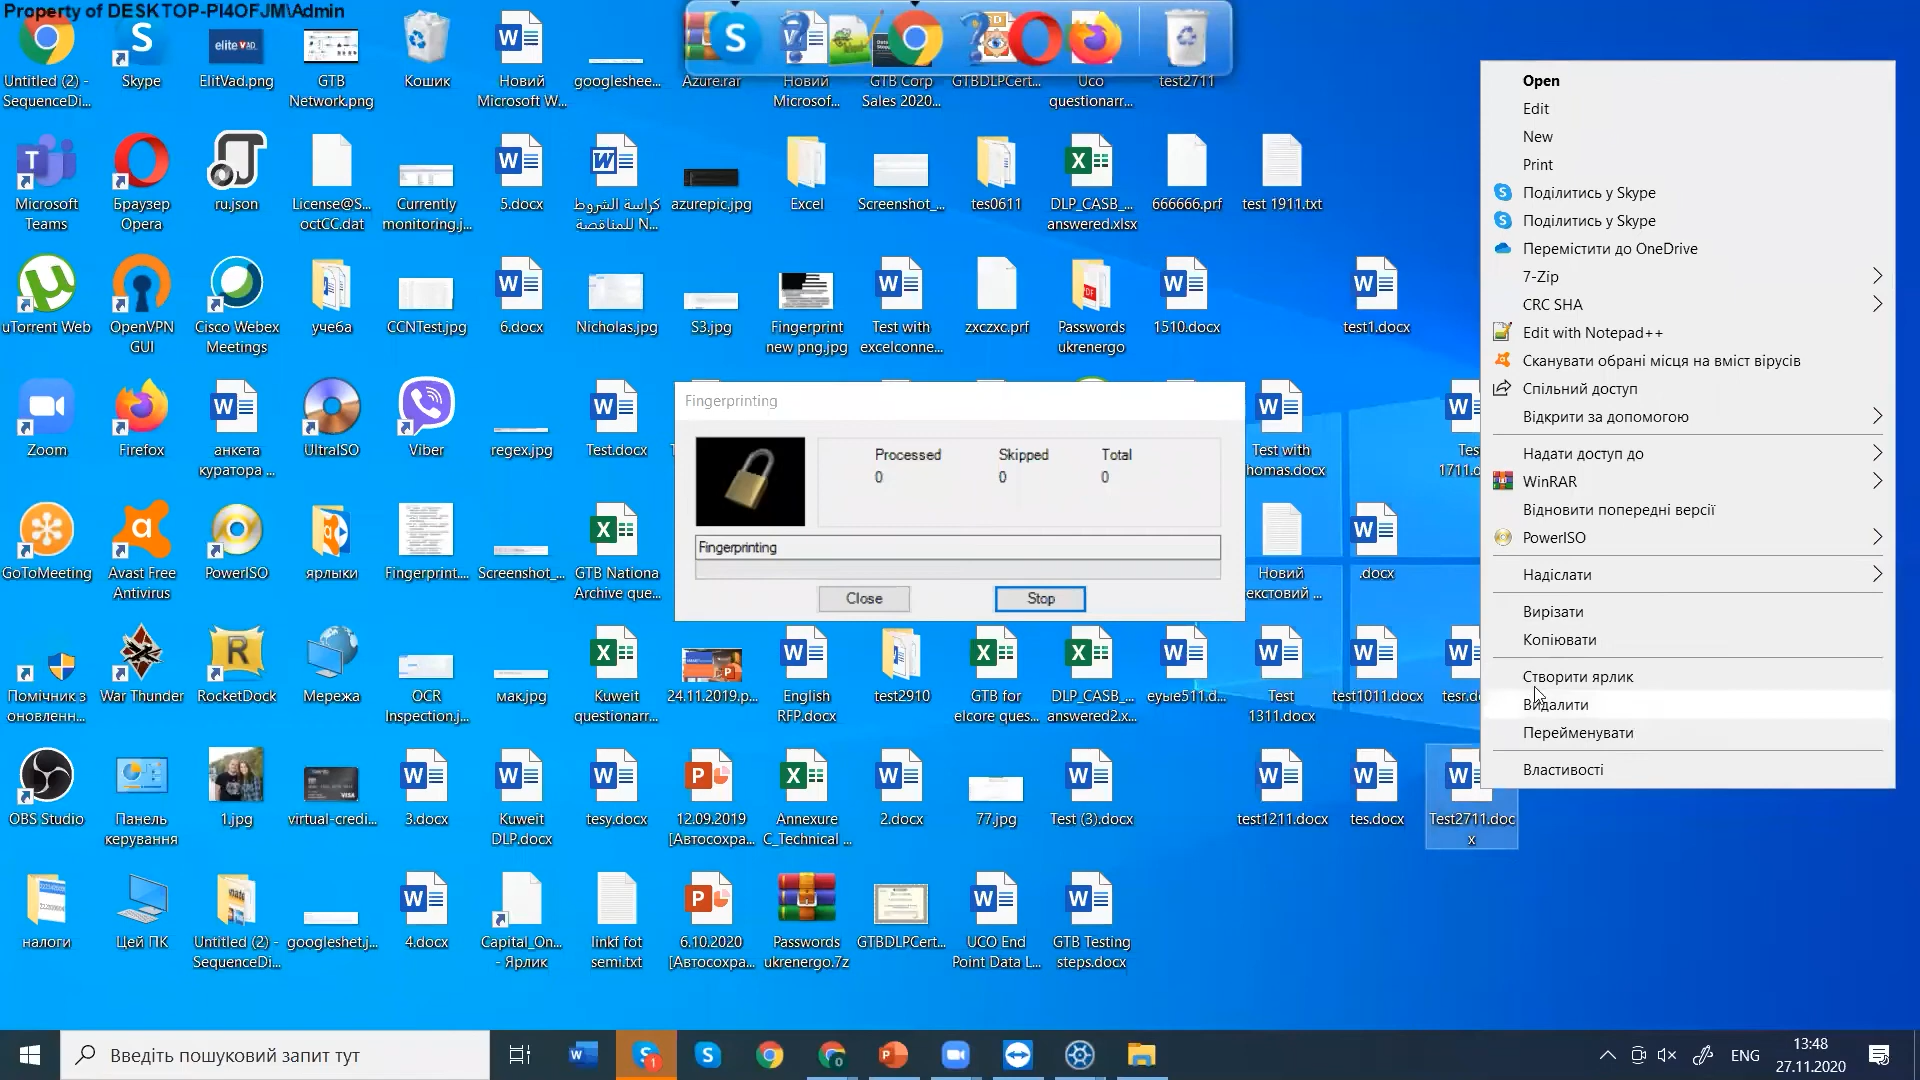 Property of DESKTOP-PI4OFJM\Admin
Untitled (2) -
SequenceDi...
Skype
elite VAD
ElitVad.png
GTB
Network.png
Кошик
Новий
Microsoft W...
googleshee...
Azure.rar
Новий
Microsof...
GTB Corp
Sales 2020...
GTBDLPCert...
Uco
questionarr...
test2711
Microsoft
Teams
Браузер
Opera
ru.json
License@S...
octCC.dat
Currently
monitoring.j...
5.docx
كراسة الشروط
للمناقصة N...
azurepic.jpg
Excel
Screenshot_...
tes0611
DLP_CASB_...
answered.xlsx
666666.prf
test 1911.txt
uTorrent Web
OpenVPN
GUI
Cisco Webex
Meetings
учеба
CCNTest.jpg
6.docx
Nicholas.jpg
S3.jpg
Fingerprint
new png.jpg
Test with
excelconne...
zxczxc.prf
Passwords
ukrenergo
1510.docx
test1.docx
Zoom
Firefox
анкета
куратора ...
UltraISO
Viber
regex.jpg
Test.docx
Test with
homas.docx
Tes
1711.d
GoToMeeting
Avast Free
Antivirus
PowerISO
ярлыки
Fingerprint....
Screenshot_...
GTB Nationa
Archive que...
Новий
екстовий ...
.docx
Помічник з
оновленн...
War Thunder
RocketDock
Мережа
OCR
Inspection.j...
мак.jpg
Kuweit
questionarr...
24.11.2019.p...
English
RFP.docx
test2910
GTB for
elcore ques...
DLP_CASB_...
answered2.x...
еуые511.d...
Test
1311.docx
test1011.docx
tesr.do
OBS Studio
Панель
керування
1.jpg
VISA
virtual-credi...
3.docx
Kuweit
DLP.docx
tesy.docx
12.09.2019
[Автосохра...
Annexure
C_Technical ...
2.docx
77.jpg
Test (3).docx
test1211.docx
tes.docx
Test2711.doc
x
налоги
Цей ПК
Untitled (2) -
SequenceDi...
googleshet.j...
4.docx
Capital_On...
- Ярлик
linkf fot
semi.txt
6.10.2020
[Автосохра...
Passwords
ukrenergo.7z
GTBDLPCert...
UCO End
Point Data L...
GTB Testing
steps.docx
Fingerprinting
Processed
Skipped
Total
0
0
0
Fingerprinting
Close
Stop
Open
Edit
New
Print
Поділитись у Skype
Поділитись у Skype
Перемістити до OneDrive
7-Zip
CRC SHA
Edit with Notepad++
Сканувати обрані місця на вміст вірусів
Спільний доступ
Відкрити за допомогою
Надати доступ до
WinRAR
Відновити попередні версії
PowerISO
Надіслати
Вирізати
Копіювати
Створити ярлик
Видалити
Перейменувати
Властивості
Введіть пошуковий запит тут
ENG
13:48
27.11.2020